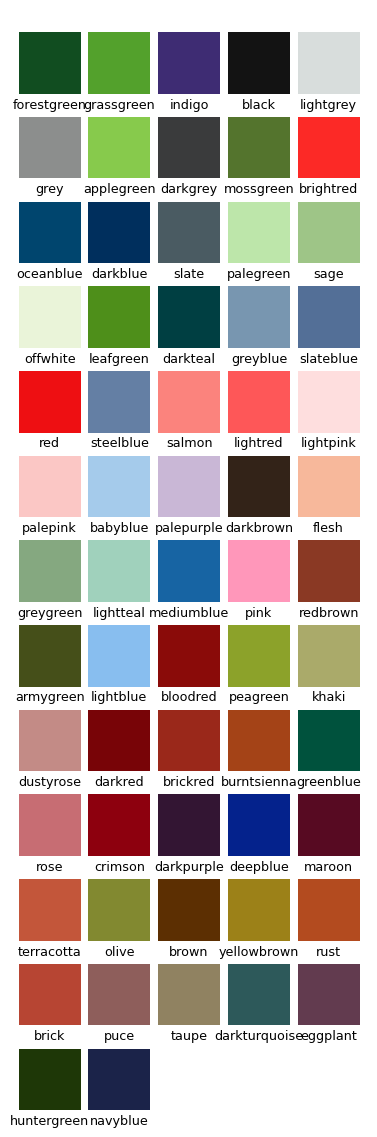 forestgreen grassgreen indigo black lightgrey
grey applegreen darkgrey mossgreen brightred
oceanblue darkblue slate palegreen sage
offwhite leafgreen darkteal greyblue slateblue
red steelblue salmon lightred lightpink
palepink babyblue palepurple darkbrown flesh
greygreen lightteal mediumblue pink redbrown
armygreen lightblue bloodred peagreen khaki
dustyrose darkred brickred burntsienna greenblue
rose crimson darkpurple deepblue maroon
terracotta olive brown yellowbrown rust
brick puce taupe darkturquoise eggplant
huntergreen navyblue